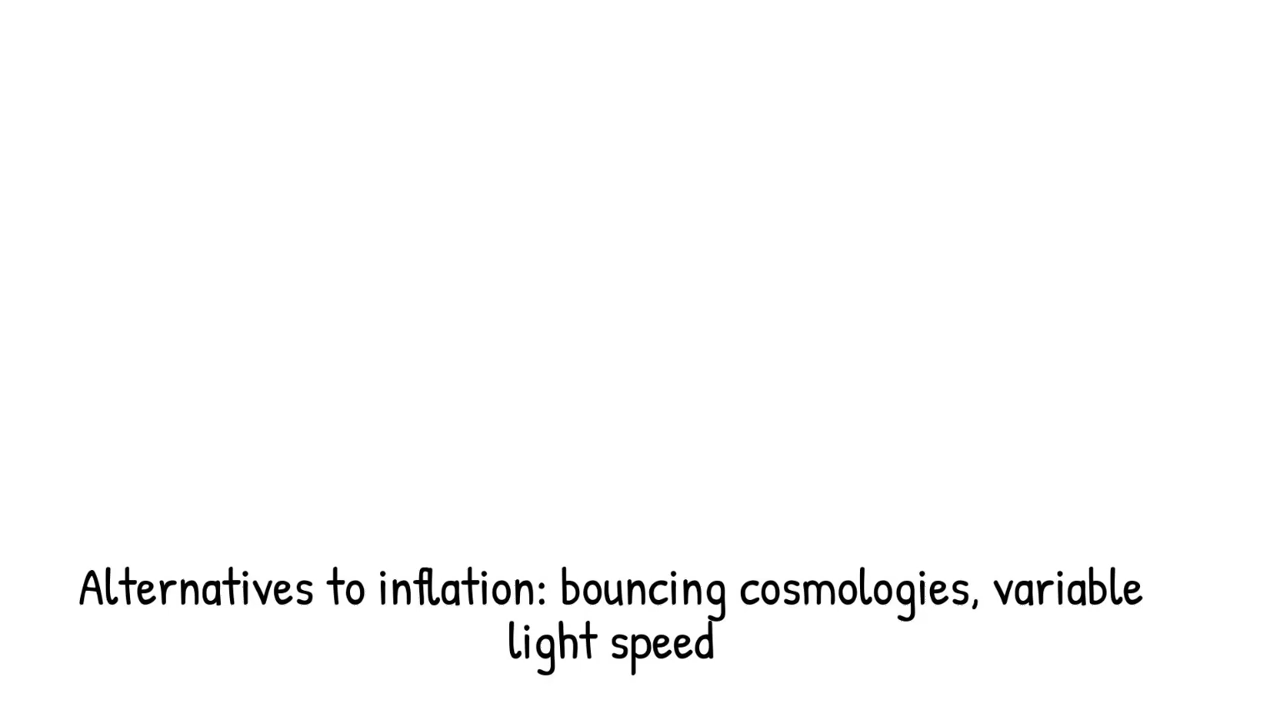 Alternatives to inflation: bouncing cosmologies, variable
light speed